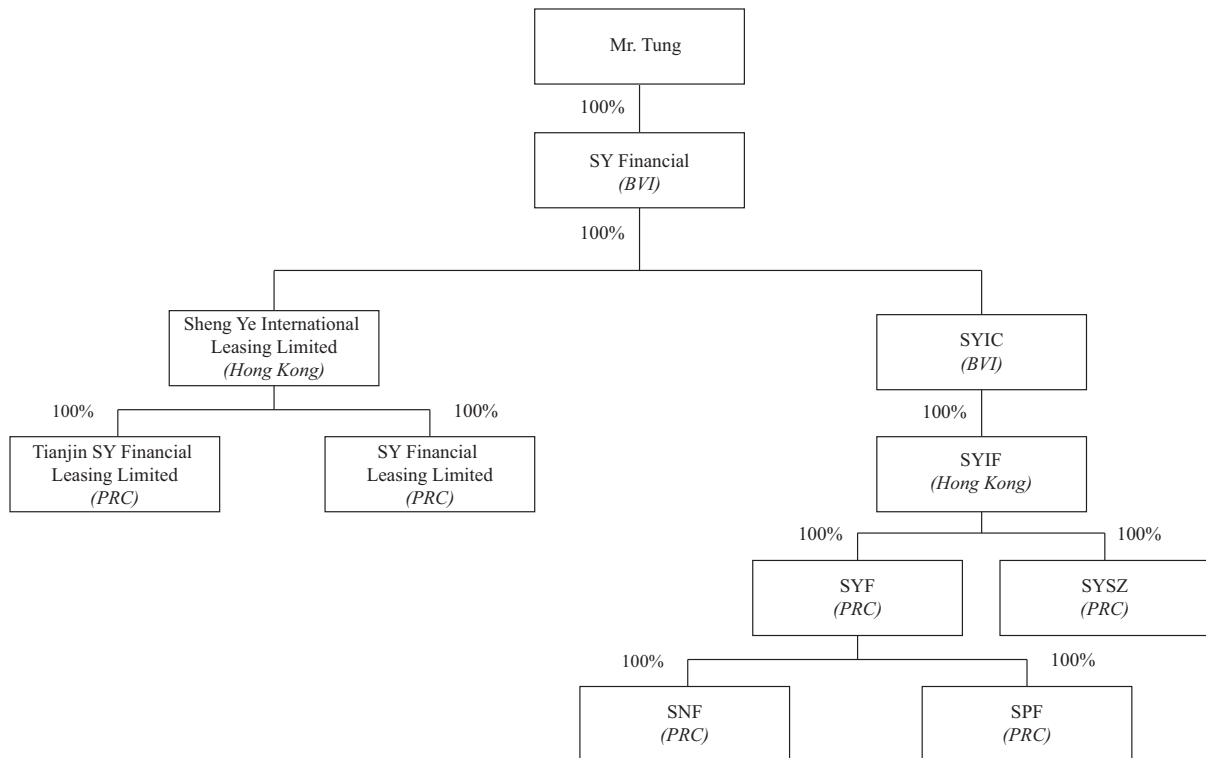 Mr. Tung
100%
SY Financial
(BVI)
100%
Sheng Ye International
Leasing Limited
(Hong Kong)
SYIC
(BVI)
100%
100%
100%
Tianjin SY Financial
Leasing Limited
(PRC)
SY Financial
Leasing Limited
(PRC)
SYIF
(Hong Kong)
100%
100%
SYF
(PRC)
SYSZ
(PRC)
100%
100%
SNF
(PRC)
SPF
(PRC)